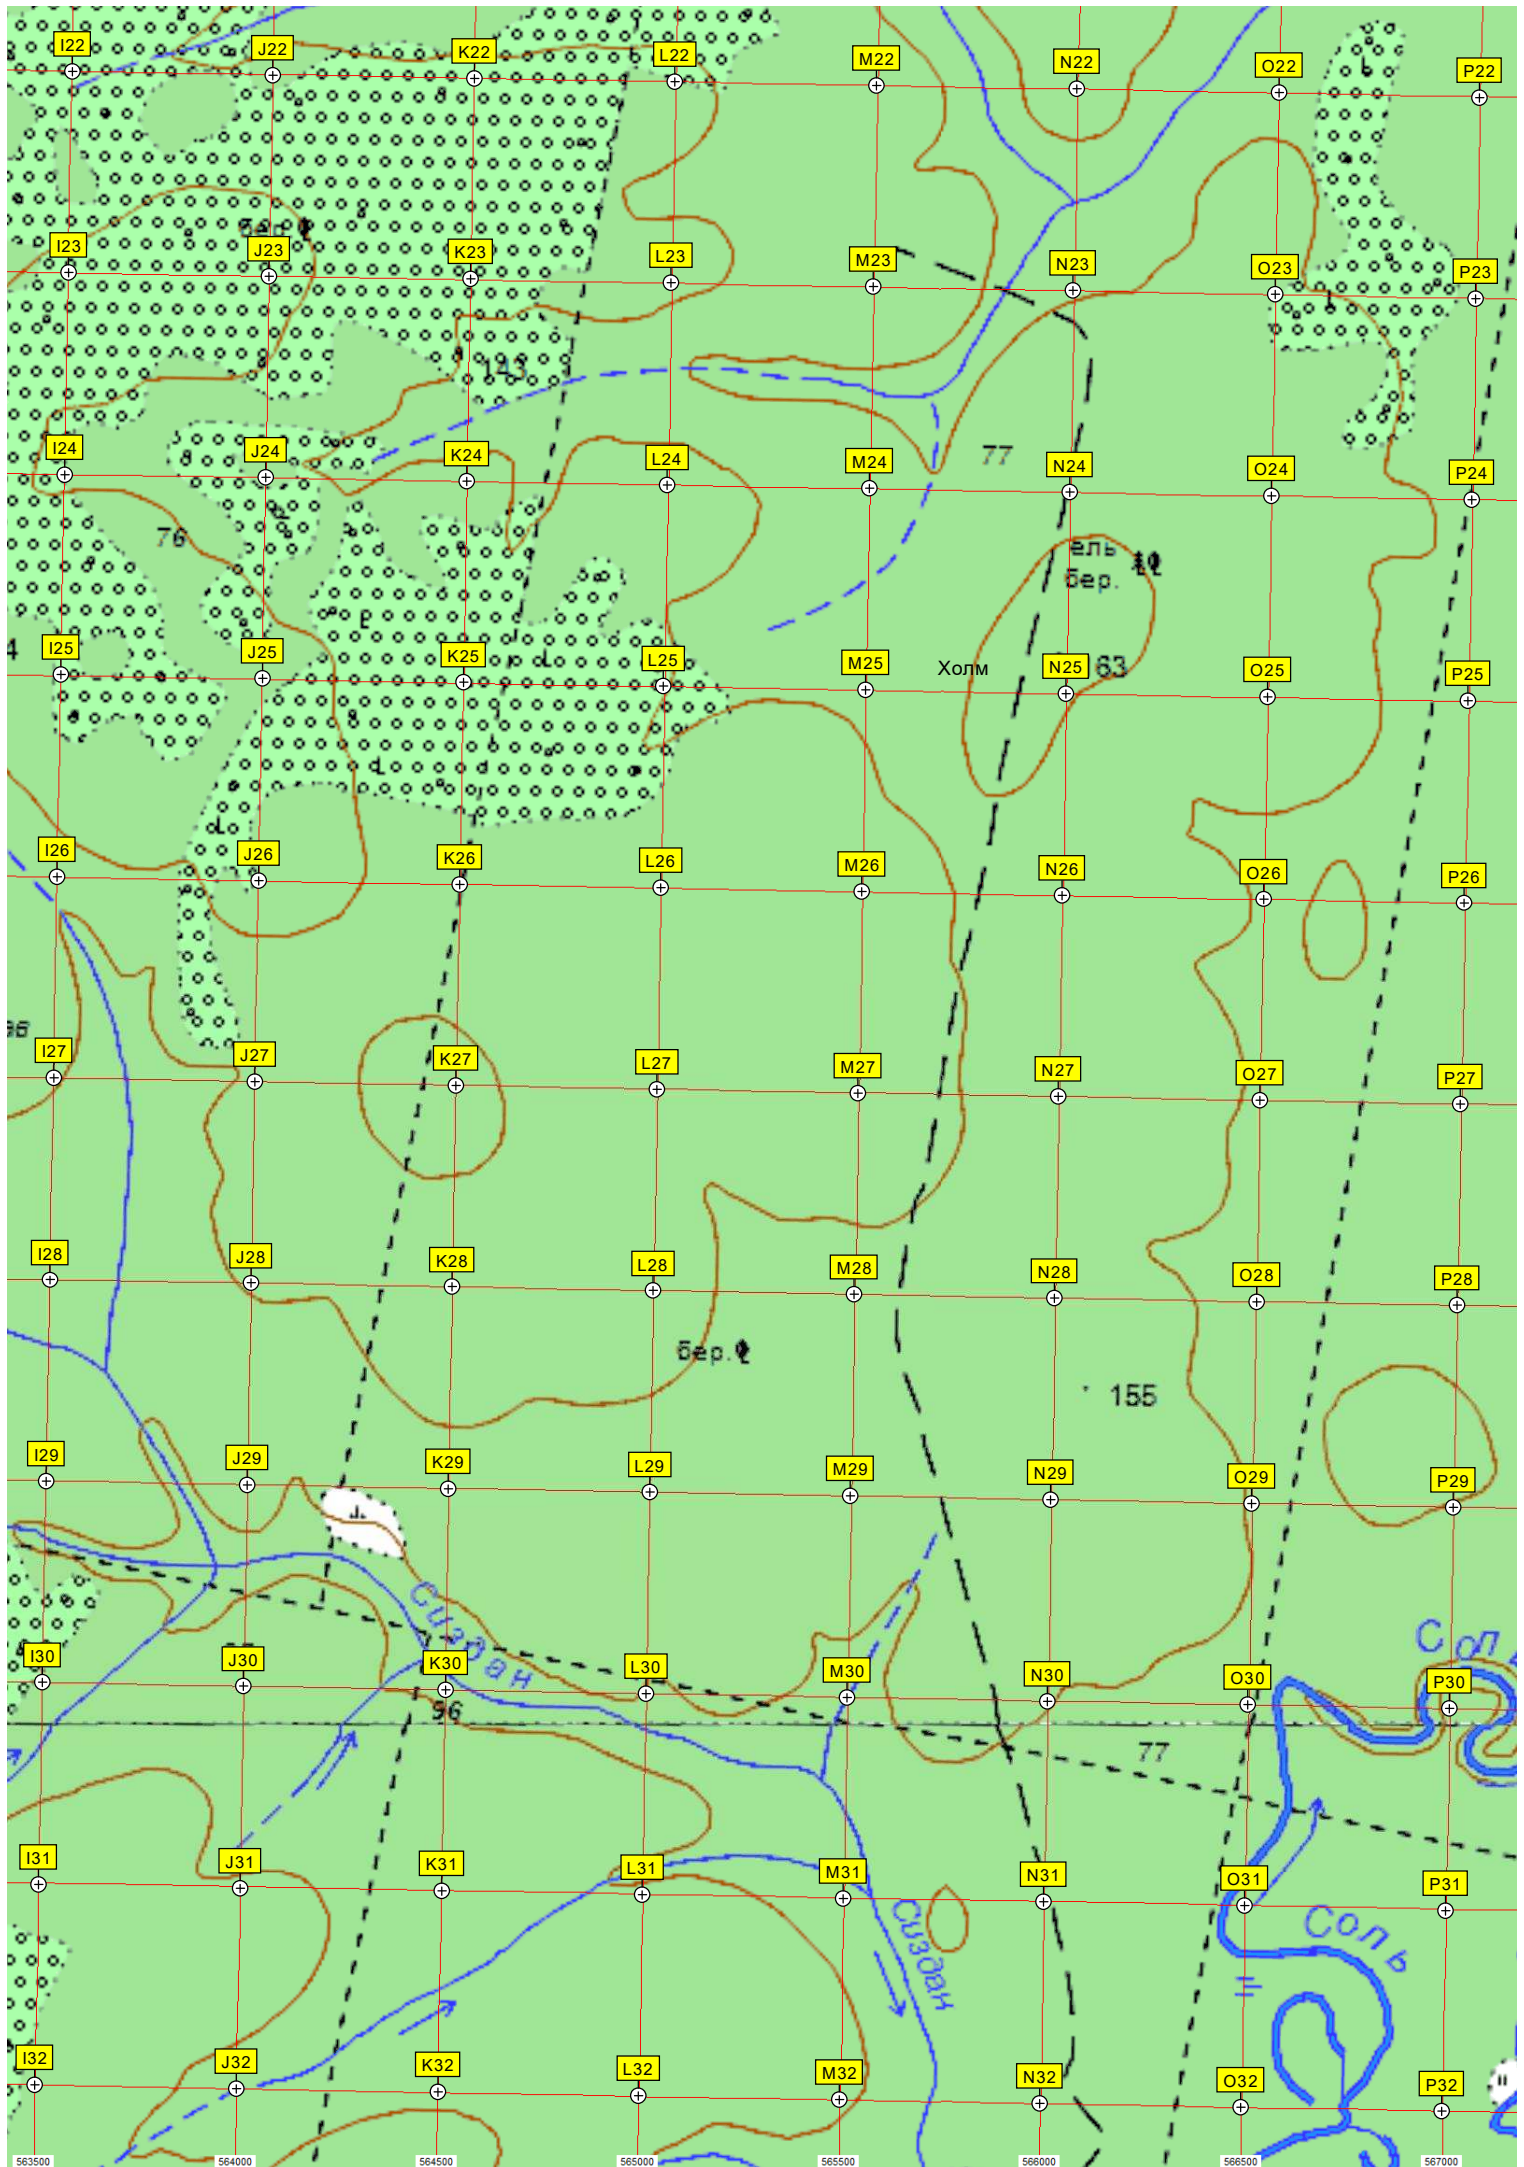 I22 J22 K22 L22 M22 N22 O22 P22
бер.
I23 J23 K23 L23 M23 N23 O23 P23
143
I24 J24 K24 L24 M24 77 N24 O24 P24
76
ель
бер.
4 I25 J25 K25 L25 M25 Холм N25 63 O25 P25
I26 J26 K26 L26 M26 N26 O26 P26
I27 J27 K27 L27 M27 N27 O27 P27
I28 J28 K28 L28 M28 N28 O28 P28
бер.
155
I29 J29 K29 L29 M29 N29 O29 P29
Сиздан
I30 J30 K30 L30 M30 N30 O30 P30
96
77
I31 J31 K31 L31 M31 N31 O31 P31
Сиздан
Соль
I32 J32 K32 L32 M32 N32 O32 P32
563500 564000 564500 565000 565500 566000 566500 567000